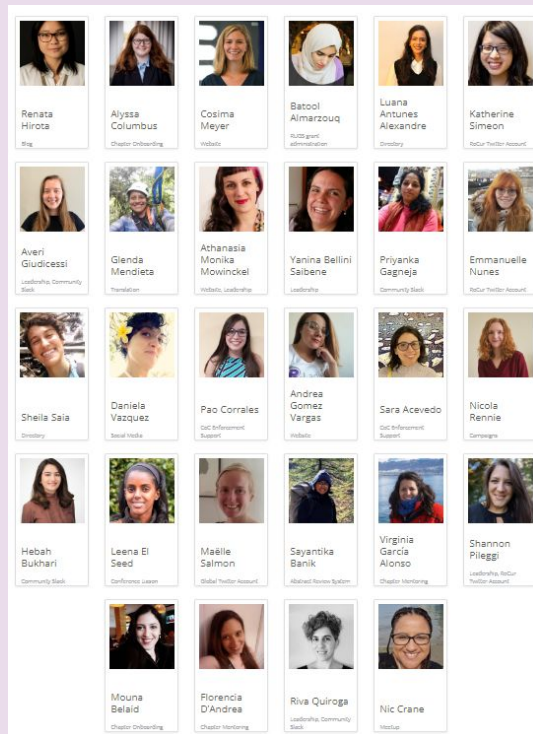 Renata
Hirota
Blog
Alyssa
Columbus
Chapter Onboarding
Cosima
Meyer
Website
Batool
Almarzouq
RUGS grant
administration
Luana
Antunes
Alexandre
Directory
Katherine
Simeon
RoCur Twitter Account
Averi
Giudicessi
Leadership, Community
Slack
Glenda
Mendieta
Translation
Athanasia
Monika
Mowinckel
Website, Leadership
Yanina Bellini
Saibene
Leadership
Priyanka
Gagneja
Community Slack
Emmanuelle
Nunes
RoCur Twitter Account
Sheila Saia
Directory
Daniela
Vazquez
Social Media
Pao Corrales
CoC Enforcement
Support
Andrea
Gomez
Vargas
Website
Sara Acevedo
CoC Enforcement
Support
Nicola
Rennie
Campaigns
Hebah
Bukhari
Community Slack
Leena El
Seed
Conference Liaison
Maëlle
Salmon
Global Twitter Account
Sayantika
Banik
Abstract Review System
Virginia
García
Alonso
Chapter Mentoring
Shannon
Pileggi
Leadership, RoCur
Twitter Account
Mouna
Belaid
Chapter Onboarding
Florencia
D'Andrea
Chapter Mentoring
Riva Quiroga
Leadership, Community
Slack
Nic Crane
Meetup